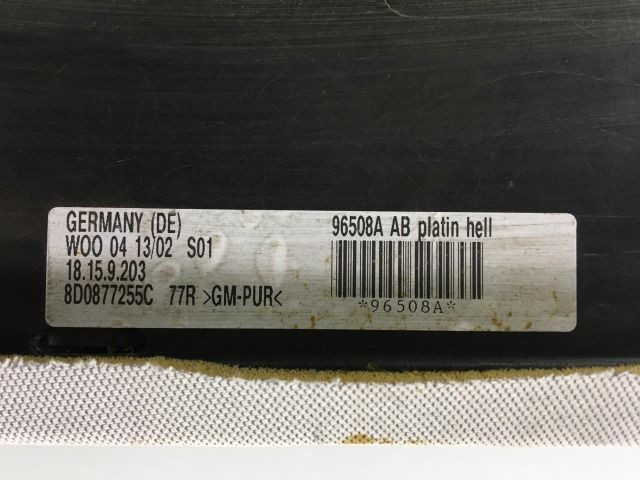 GERMANY (DE)
WOO 04 13/02 S01
18.15.9.203
8D0877255C 77R >GM-PUR<
96508A AB platin hell
*96508A*